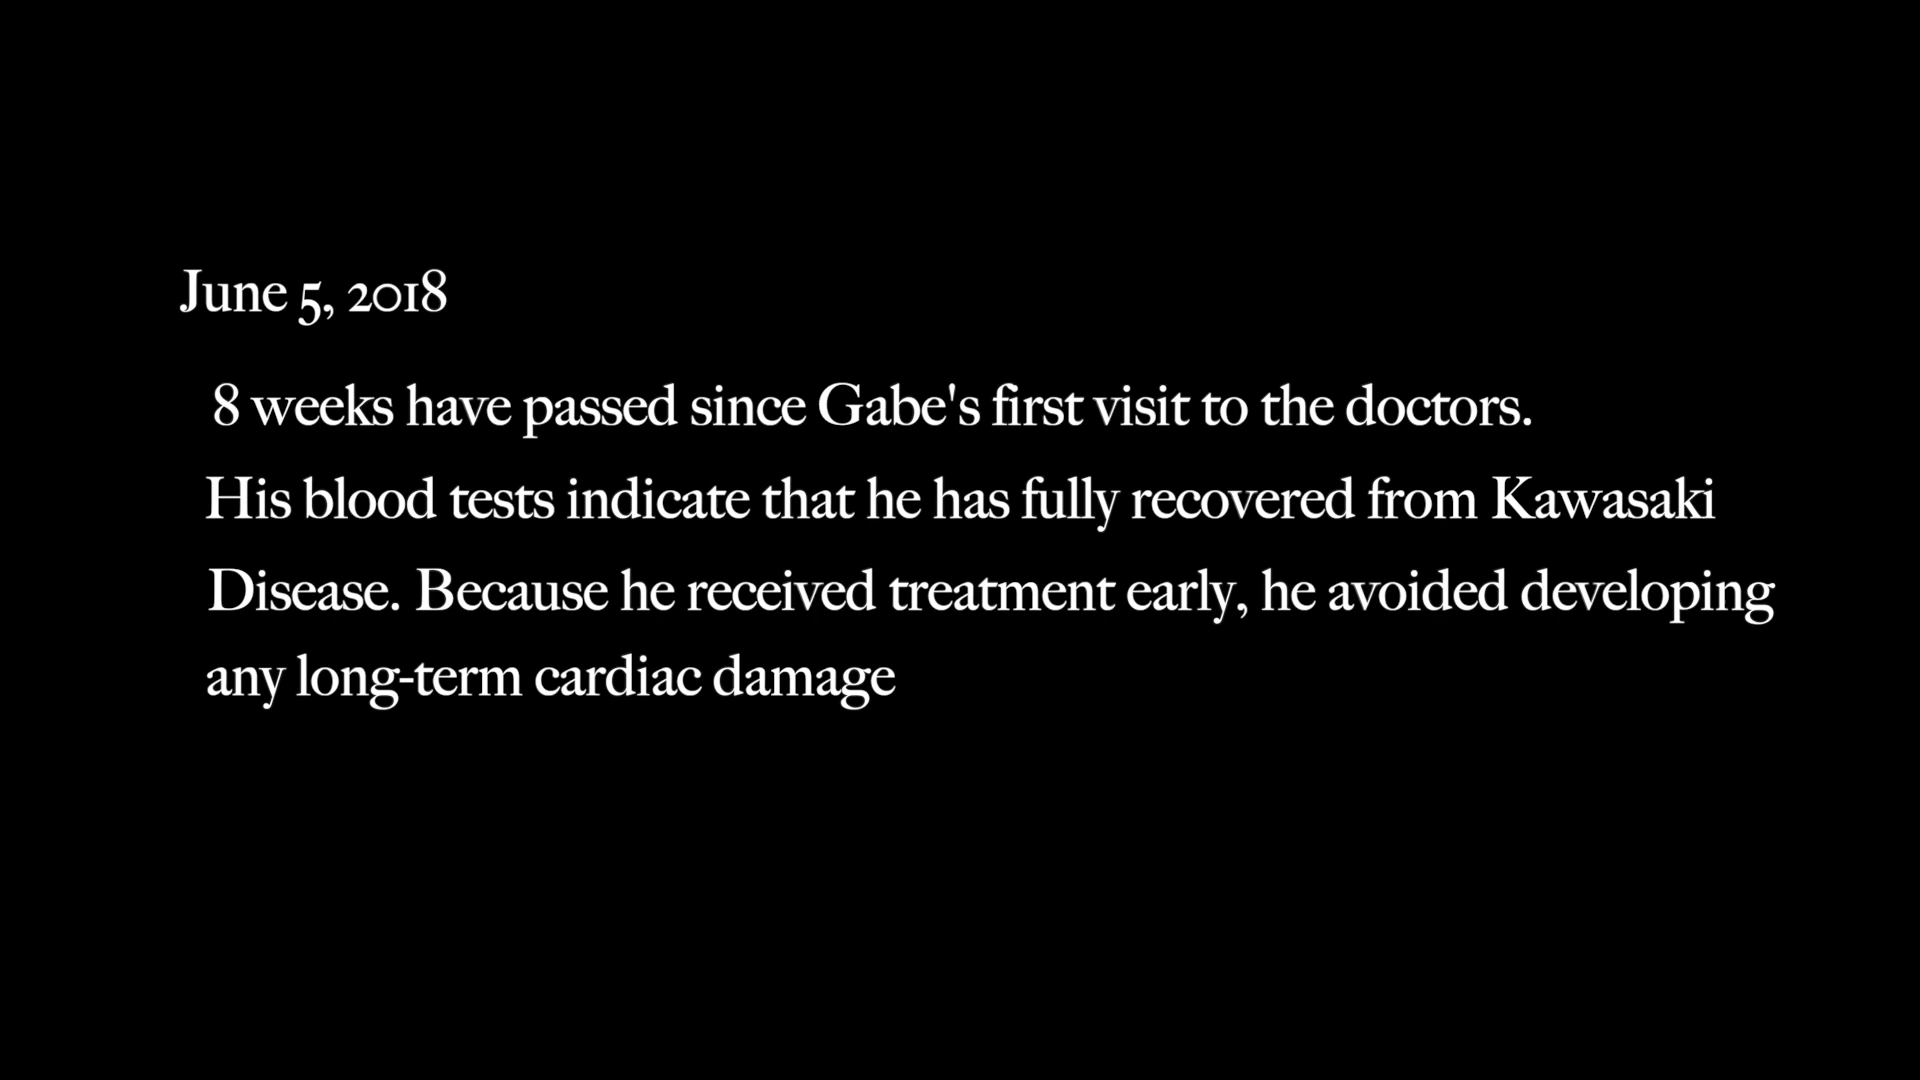 June 5, 2018
8 weeks have passed since Gabe's first visit to the doctors.
His blood tests indicate that he has fully recovered from Kawasaki
Disease. Because he received treatment early, he avoided developing
any long-term cardiac damage